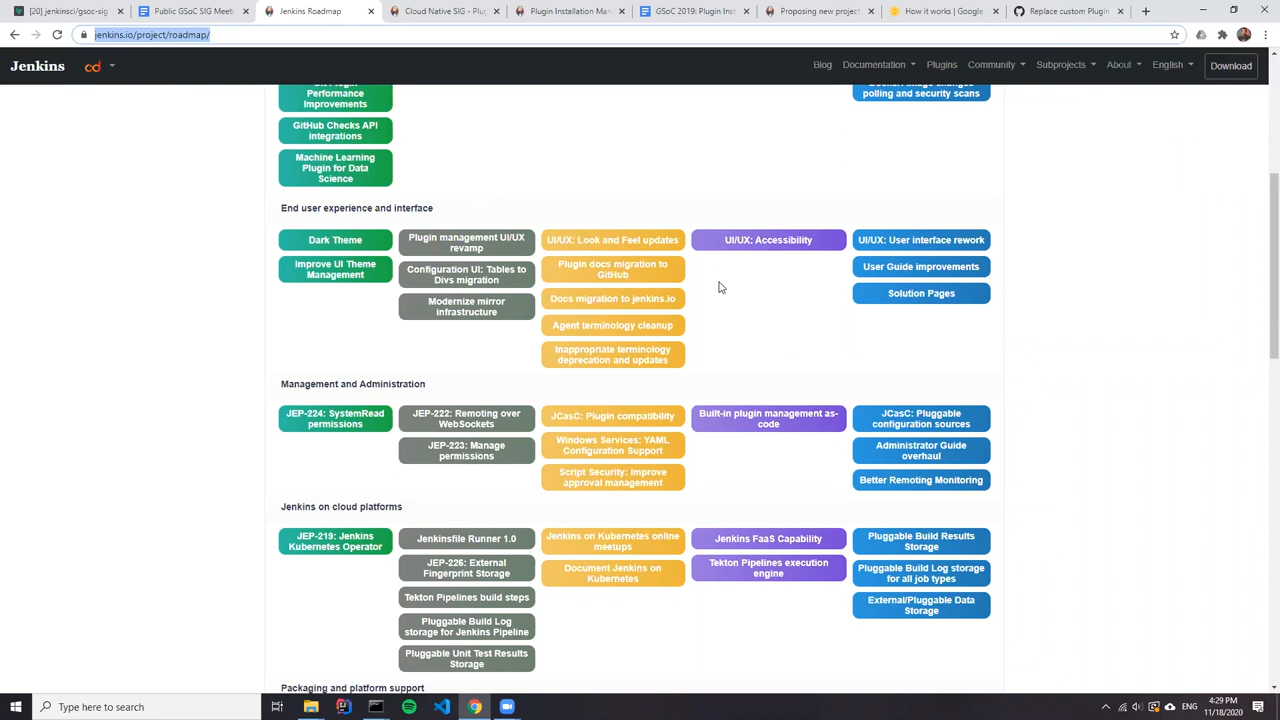 [20] jenkinsci/gsoc-sig
Public GSoC SIG Meeting
Jenkins Roadmap
Cloud Native SIG - Plug
Plugin Installation Ma
GSoC 2019: Plugin Inst
Proposing new project
How it works | Google
Replace custom Plugin
jenkins.io/project/roadmap/
Jenkins
cd
Blog
Documentation
Plugins
Community
Subprojects
About
English
Download
Performance
Improvements
GitHub Checks API
integrations
Machine Learning
Plugin for Data
Science
polling and security scans
End user experience and interface
Dark Theme
Improve UI Theme
Management
Plugin management UI/UX
revamp
Configuration UI: Tables to
Divs migration
Modernize mirror
infrastructure
UI/UX: Look and Feel updates
Plugin docs migration to
GitHub
Docs migration to jenkins.io
Agent terminology cleanup
Inappropriate terminology
deprecation and updates
UI/UX: Accessibility
UI/UX: User interface rework
User Guide improvements
Solution Pages
Management and Administration
JEP-224: SystemRead
permissions
JEP-222: Remoting over
WebSockets
JEP-223: Manage
permissions
JCasC: Plugin compatibility
Windows Services: YAML
Configuration Support
Script Security: Improve
approval management
Built-in plugin management as-
code
JCasC: Pluggable
configuration sources
Administrator Guide
overhaul
Better Remoting Monitoring
Jenkins on cloud platforms
JEP-219: Jenkins
Kubernetes Operator
Jenkinsfile Runner 1.0
JEP-226: External
Fingerprint Storage
Tekton Pipelines build steps
Pluggable Build Log
storage for Jenkins Pipeline
Pluggable Unit Test Results
Storage
Jenkins on Kubernetes online
meetups
Document Jenkins on
Kubernetes
Jenkins FaaS Capability
Tekton Pipelines execution
engine
Pluggable Build Results
Storage
Pluggable Build Log storage
for all job types
External/Pluggable Data
Storage
Packaging and platform support
Type here to search
ENG
4:29 PM
11/18/2020